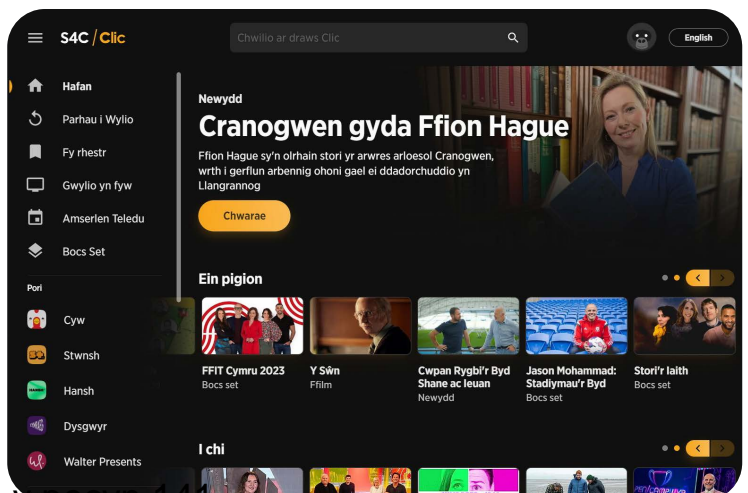 S4C/Clic
Chwilio ar draws Clic
English
Hafan
Parhau i Wylio
Fy rhestr
Gwylio yn fyw
Amserlen Teledu
Bocs Set
Pori
Cyw
Stwnsh
Hansh
Dysgwyr
Walter Presents
Newydd
Cranogwen gyda Ffion Hague
Ffion Hague sy'n olrhain stori yr arwres arloesol Cranogwen,
wrth i gerflun arbennig ohoni gael ei ddadorchuddio yn
Llangrannog
Chwarae
Ein pigion
FFIT Cymru 2023
Bocs set
Y Sŵn
Ffilm
Cwpan Rygbi'r Byd
Shane ac Ieuan
Newydd
Jason Mohammad:
Stadiymau'r Byd
Bocs set
Stori'r Iaith
Bocs set
I chi